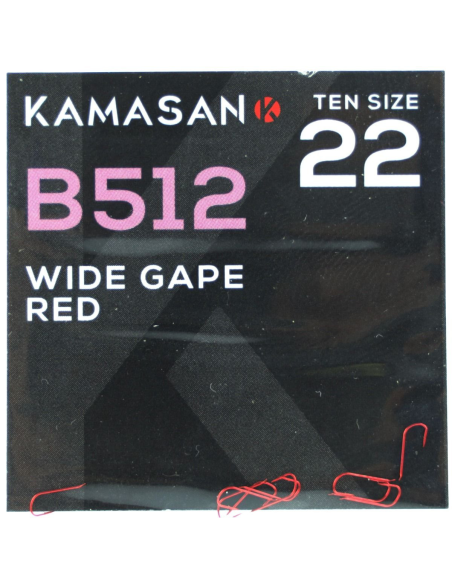 KAMASAN
TEN SIZE
22
B512
WIDE GAPE
RED